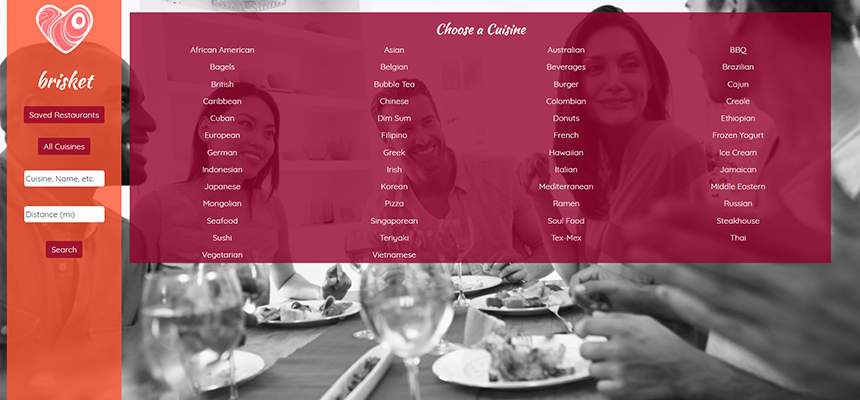 brisket
Saved Restaurants
All Cuisines
Cuisine, Name, etc.
Distance (mi)
Search
Choose a Cuisine
African American Asian Australian BBQ
Bagels Belgian Beverages Brazilian
British Bubble Tea Burger Cajun
Caribbean Chinese Colombian Creole
Cuban Dim Sum Donuts Ethiopian
European Filipino French Frozen Yogurt
German Greek Hawaiian Ice Cream
Indonesian Irish Italian Jamaican
Japanese Korean Mediterranean Middle Eastern
Mongolian Pizza Ramen Russian
Seafood Singaporean Soul Food Steakhouse
Sushi Teriyaki Tex-Mex Thai
Vegetarian Vietnamese